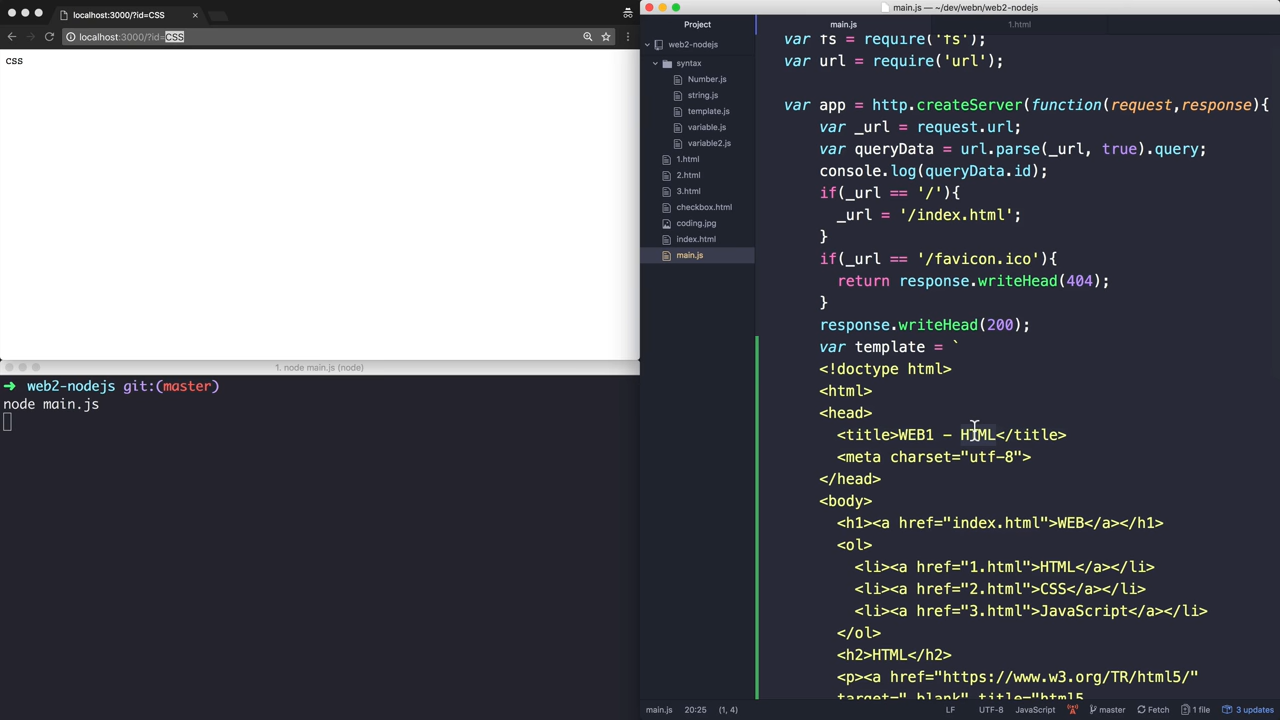 localhost:3000/?id=CSS
localhost:3000/?id=CSS
css
1. node main.js (node)
➜ web2-nodejs git:(master)
node main.js
main.js — ~/dev/webn/web2-nodejs
Project
main.js
1.html
web2-nodejs
syntax
Number.js
string.js
template.js
variable.js
variable2.js
1.html
2.html
3.html
checkbox.html
coding.jpg
index.html
main.js
var fs = require('fs');
var url = require('url');
var app = http.createServer(function(request,response){
var _url = request.url;
var queryData = url.parse(_url, true).query;
console.log(queryData.id);
if(_url == '/'){
_url = '/index.html';
}
if(_url == '/favicon.ico'){
return response.writeHead(404);
}
response.writeHead(200);
var template = `
<!doctype html>
<html>
<head>
<title>WEB1 - HTML</title>
<meta charset="utf-8">
</head>
<body>
<h1><a href="index.html">WEB</a></h1>
<ol>
<li><a href="1.html">HTML</a></li>
<li><a href="2.html">CSS</a></li>
<li><a href="3.html">JavaScript</a></li>
</ol>
<h2>HTML</h2>
<p><a href="https://www.w3.org/TR/html5/"
target="_blank" title="html5
main.js 20:25 (1, 4) LF UTF-8 JavaScript master Fetch 1 file 3 updates